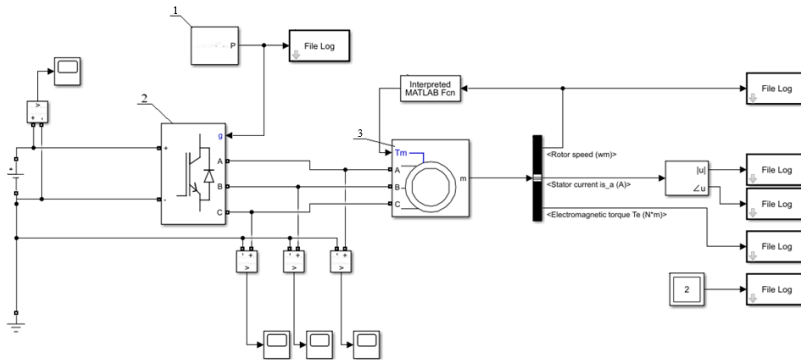 1
P
File Log
2
g
+
-
A
B
C
v
+ -
Interpreted
MATLAB Fcn
3
Tm
A
B
C
m
<Rotor speed (wm)>
<Stator current is_a (A)>
<Electromagnetic torque Te (N*m)>
|u|
∠u
File Log
File Log
File Log
File Log
2
File Log
- +
v
- +
v
- +
v
+